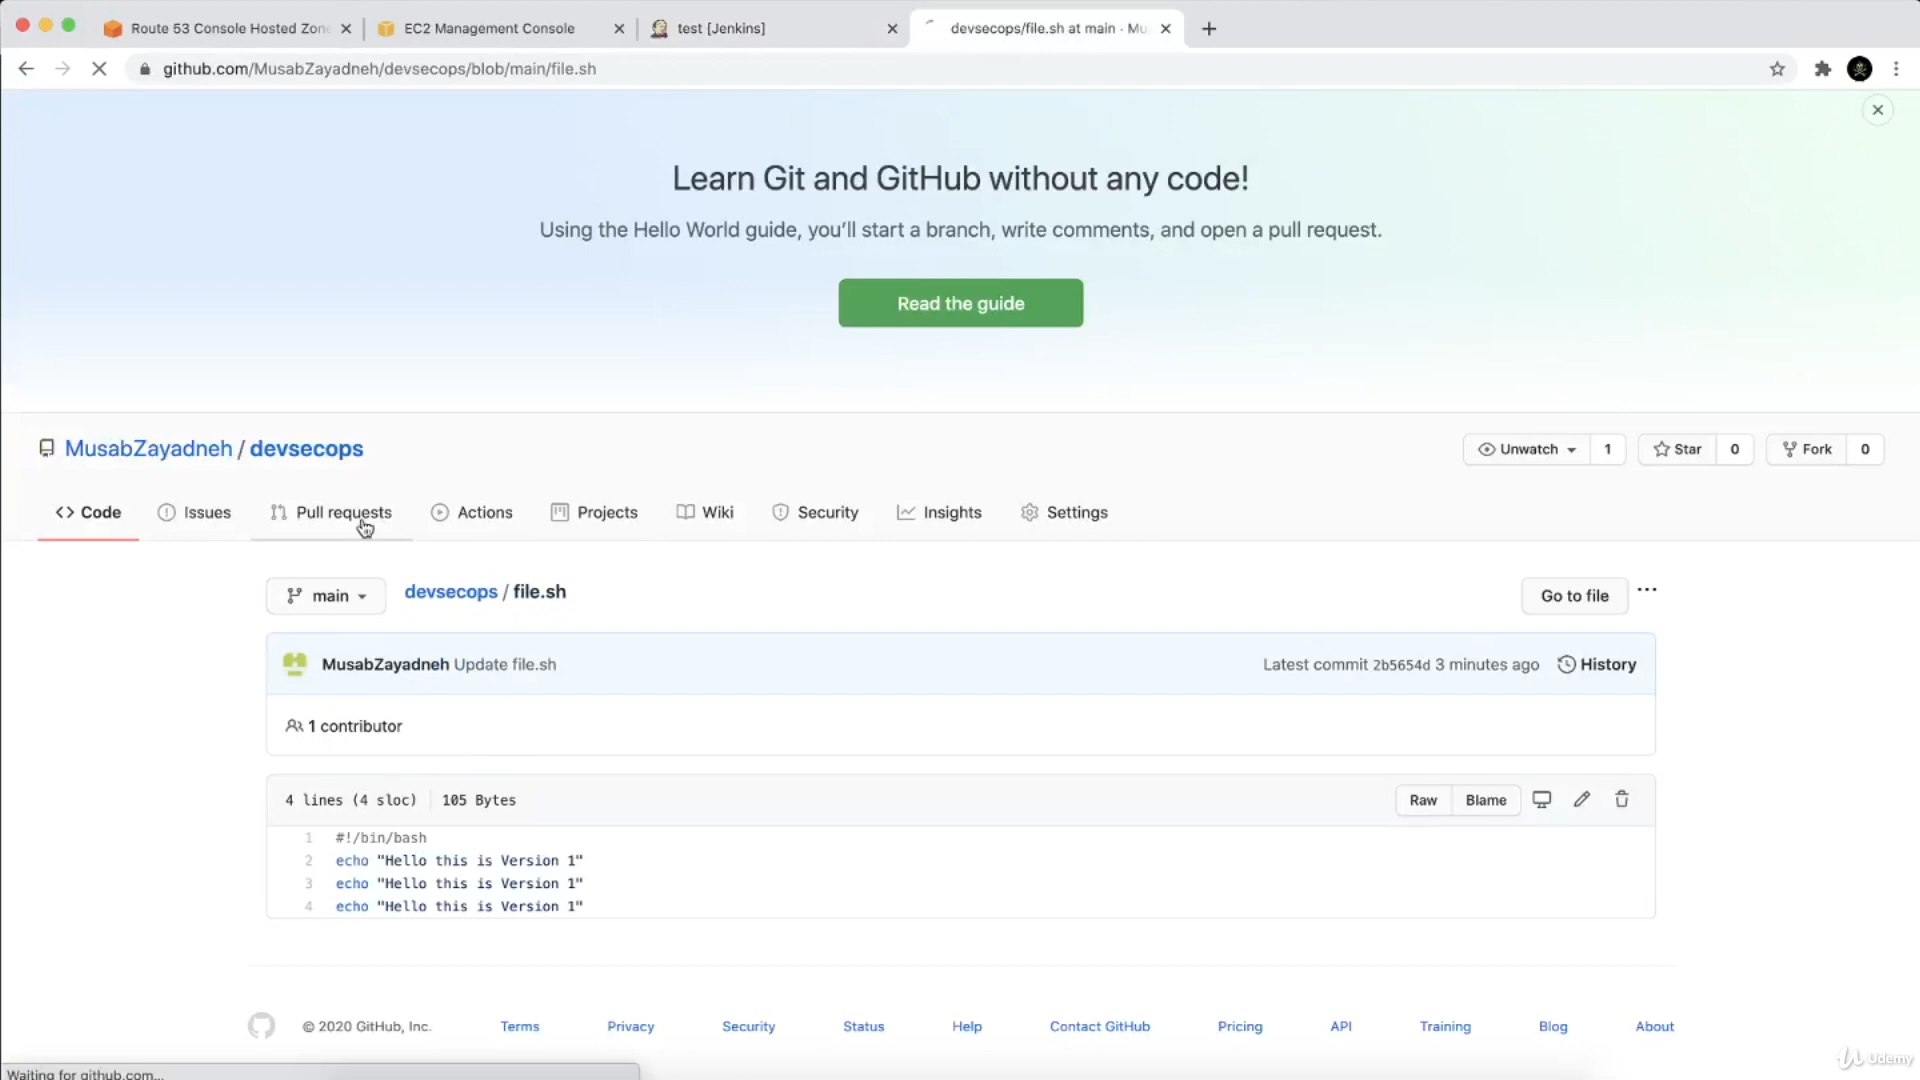 Route 53 Console Hosted Zone
EC2 Management Console
test [Jenkins]
devsecops/file.sh at main · Mu
github.com/MusabZayadneh/devsecops/blob/main/file.sh
Learn Git and GitHub without any code!
Using the Hello World guide, you'll start a branch, write comments, and open a pull request.
Read the guide
MusabZayadneh / devsecops
Unwatch 1
Star 0
Fork 0
Code
Issues
Pull requests
Actions
Projects
Wiki
Security
Insights
Settings
main
devsecops / file.sh
Go to file
MusabZayadneh Update file.sh
Latest commit 2b5654d 3 minutes ago
History
1 contributor
4 lines (4 sloc) 105 Bytes
Raw
Blame
1 #!/bin/bash
2 echo "Hello this is Version 1"
3 echo "Hello this is Version 1"
4 echo "Hello this is Version 1"
© 2020 GitHub, Inc.
Terms
Privacy
Security
Status
Help
Contact GitHub
Pricing
API
Training
Blog
About
Waiting for github.com...
Udemy